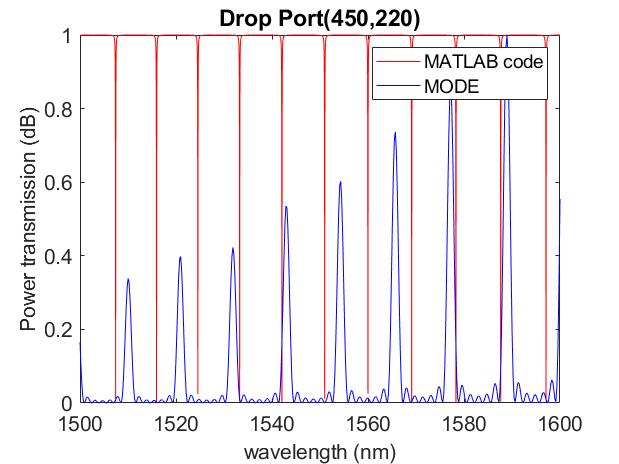 Drop Port(450,220)
MATLAB code
MODE
Power transmission (dB)
1
0.8
0.6
0.4
0.2
0
1500 1520 1540 1560 1580 1600
wavelength (nm)